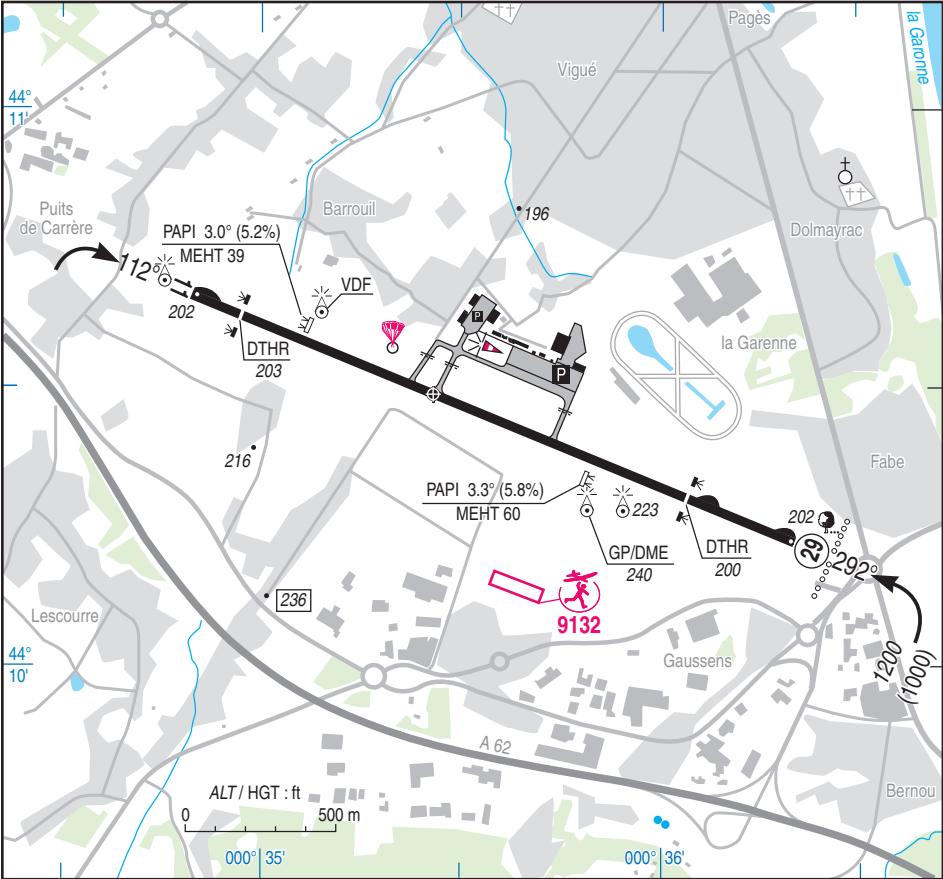 Pagès
la Garonne
Vigué
44°
11'
Puits
de Carrère
Barrouil
196
Dolmayrac
PAPI 3.0° (5.2%)
MEHT 39
VDF
112°
202
DTHR
203
P
P
la Garenne
216
Fabe
PAPI 3.3° (5.8%)
MEHT 60
223
202
29
292°
GP/DME
240
DTHR
200
236
9132
Lescourre
44°
10'
Gaussens
1200
(1000)
A 62
ALT / HGT : ft
0 500 m
Bernou
000° 35'
000° 36'